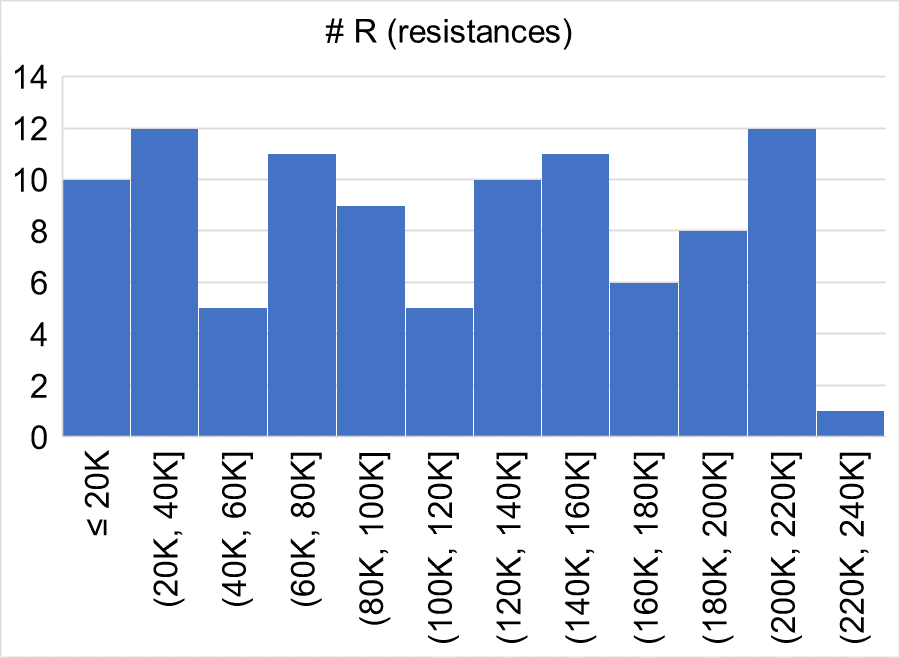 # R (resistances)
14
12
10
8
6
4
2
0
≤ 20K
(20K, 40K]
(40K, 60K]
(60K, 80K]
(80K, 100K]
(100K, 120K]
(120K, 140K]
(140K, 160K]
(160K, 180K]
(180K, 200K]
(200K, 220K]
(220K, 240K]